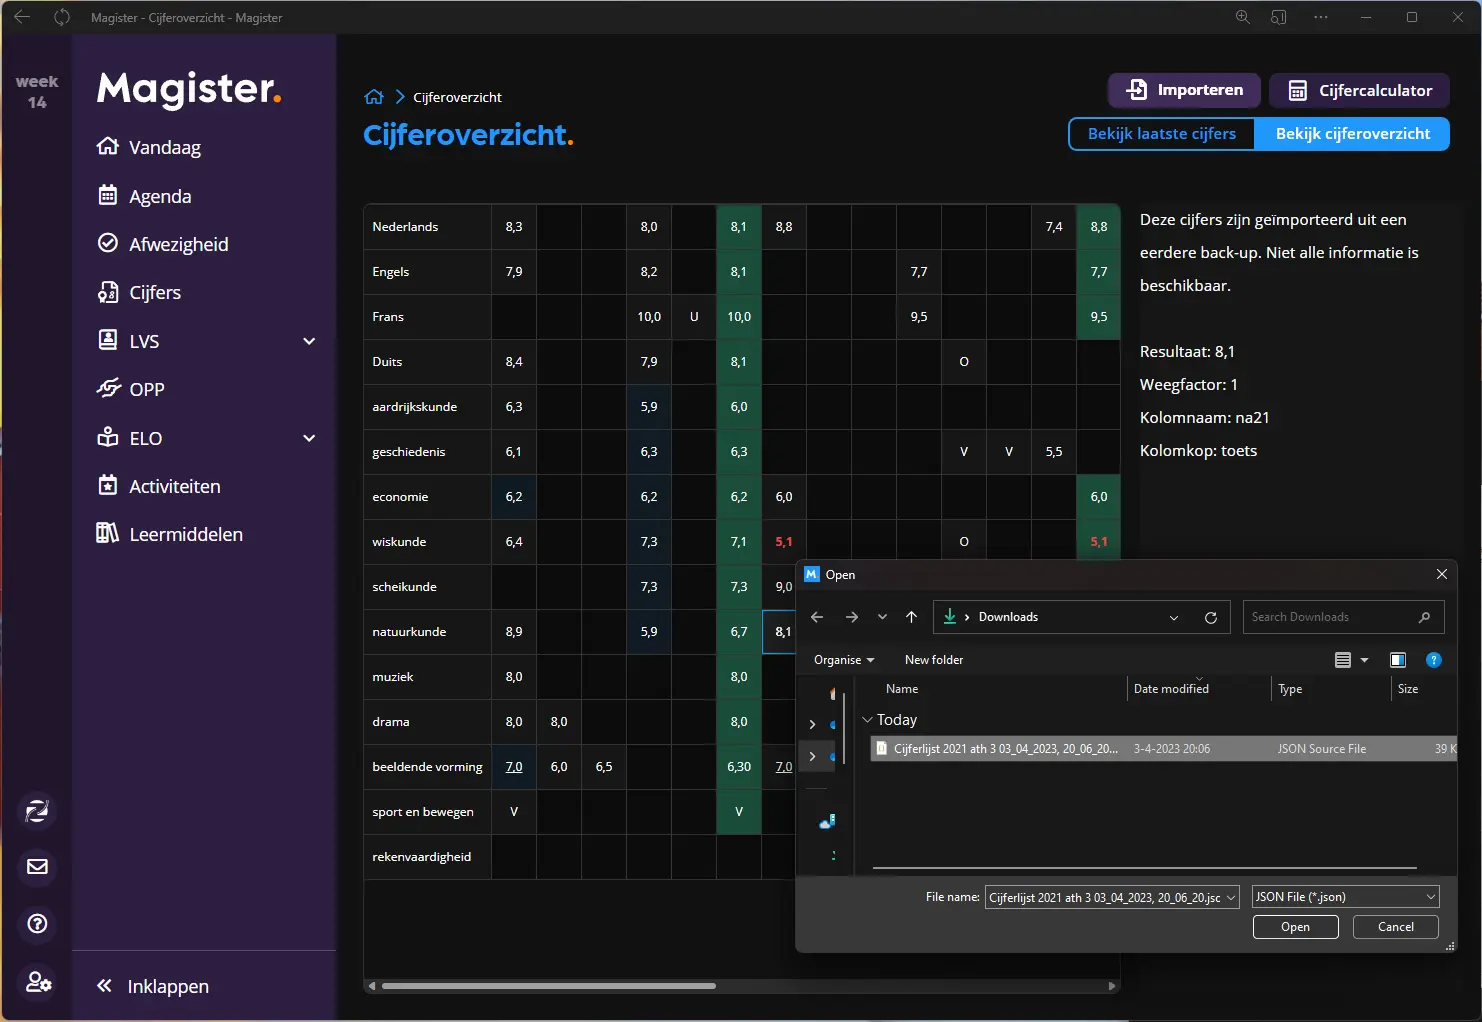 Magister - Cijferoverzicht - Magister
week
14
Magister.
Vandaag
Agenda
Afwezigheid
Cijfers
LVS
OPP
ELO
Activiteiten
Leermiddelen
Inklappen
Cijferoverzicht
Cijferoverzicht.
Importeren
Cijfercalculator
Bekijk laatste cijfers
Bekijk cijferoverzicht
Nederlands 8,3 8,0 8,1 8,8 7,4 8,8
Engels 7,9 8,2 8,1 7,7 7,7
Frans 10,0 U 10,0 9,5 9,5
Duits 8,4 7,9 8,1 O
aardrijkskunde 6,3 5,9 6,0
geschiedenis 6,1 6,3 6,3 V V 5,5
economie 6,2 6,2 6,2 6,0 6,0
wiskunde 6,4 7,3 7,1 5,1 O 5,1
scheikunde 7,3 7,3 9,0
natuurkunde 8,9 5,9 6,7 8,1
muziek 8,0 8,0
drama 8,0 8,0 8,0
beeldende vorming 7,0 6,0 6,5 6,30 7,0
sport en bewegen V V
rekenvaardigheid
Deze cijfers zijn geïmporteerd uit een
eerdere back-up. Niet alle informatie is
beschikbaar.
Resultaat: 8,1
Weegfactor: 1
Kolomnaam: na21
Kolomkop: toets
M Open
Downloads
Search Downloads
Organise New folder
Name Date modified Type Size
Today
Cijferlijst 2021 ath 3 03_04_2023, 20_06_20... 3-4-2023 20:06 JSON Source File 39 K
File name: Cijferlijst 2021 ath 3 03_04_2023, 20_06_20.jsc JSON File (*.json)
Open Cancel